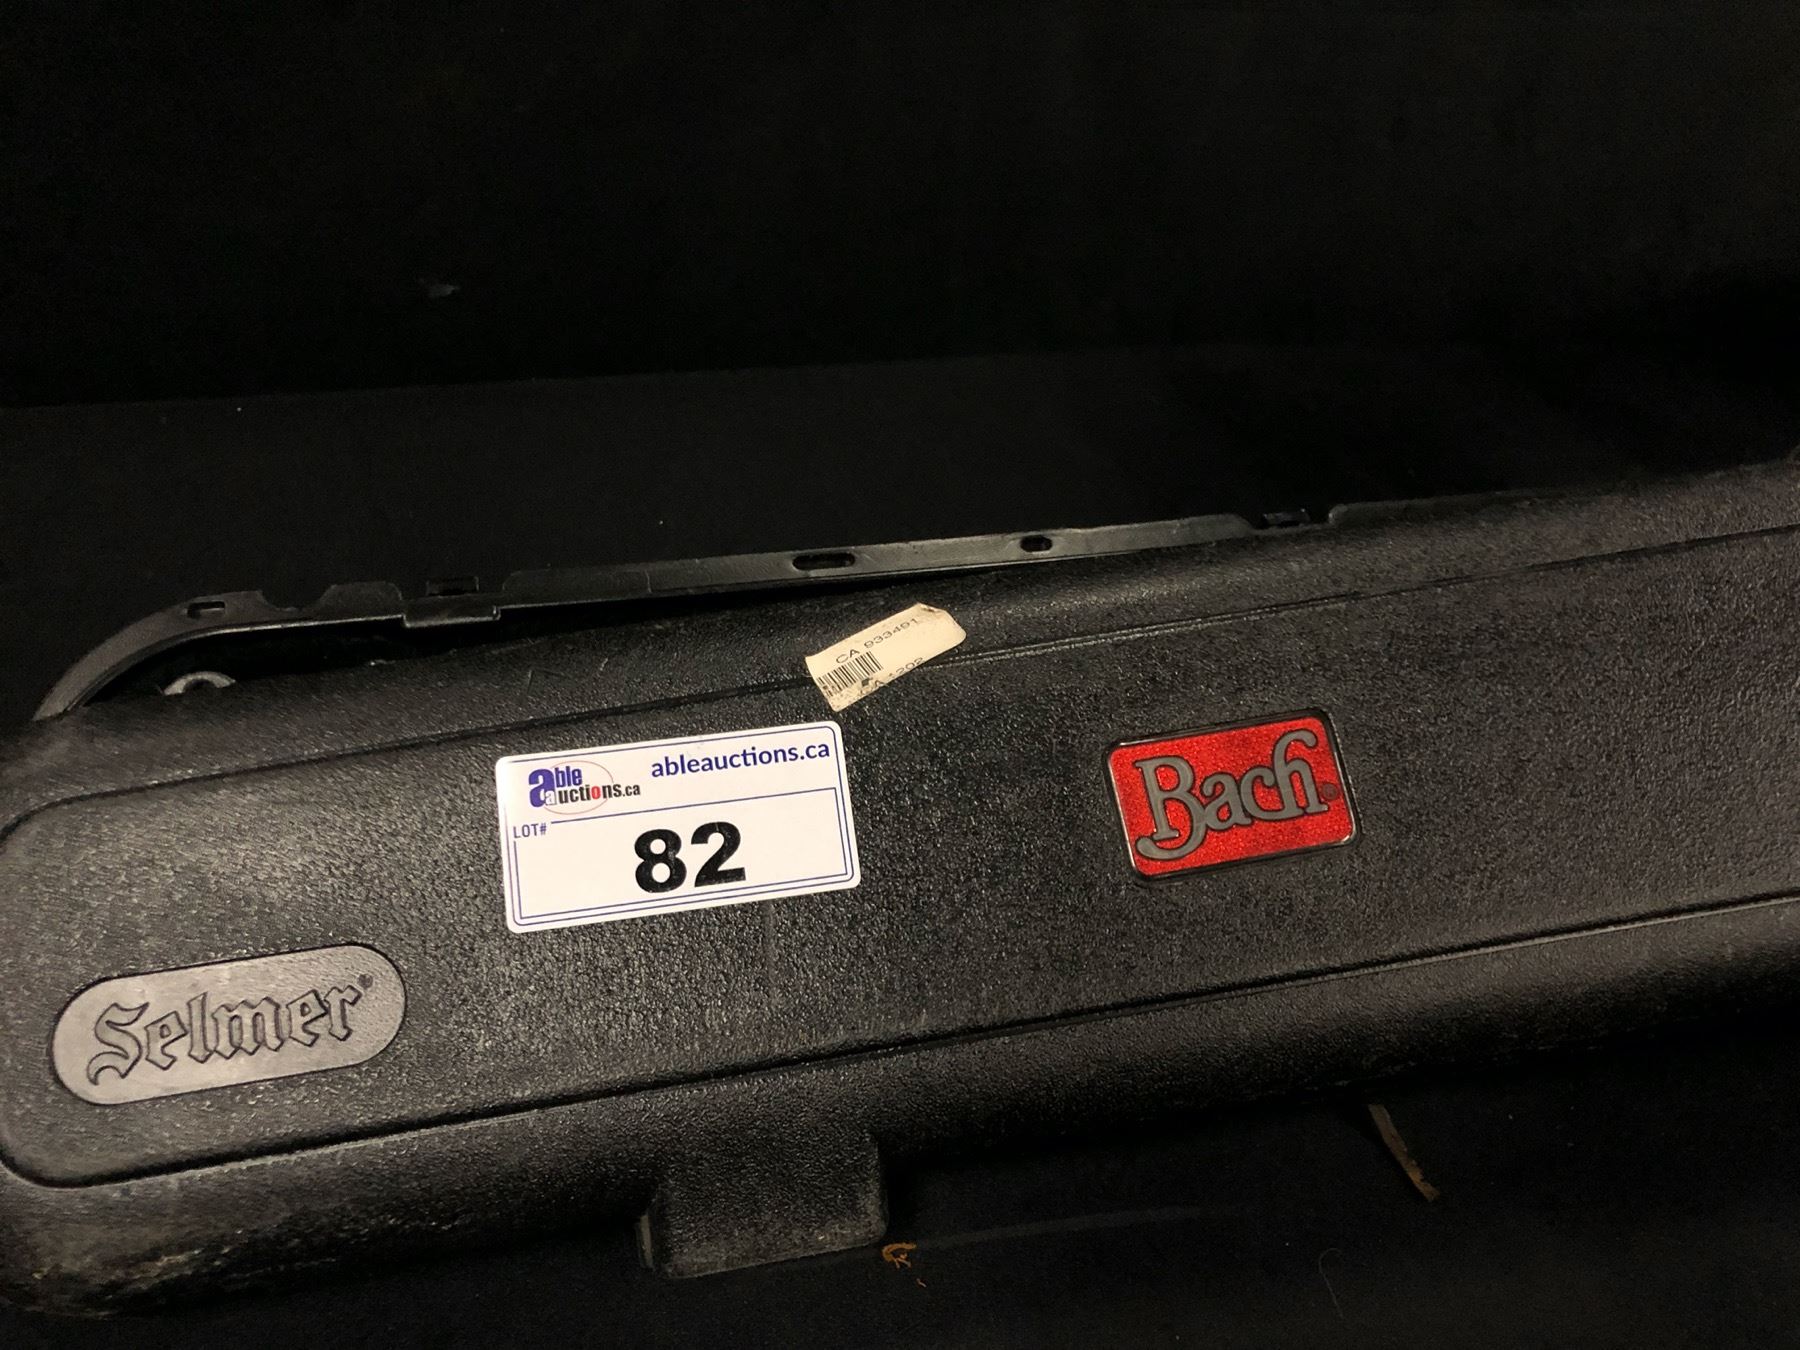 CA 933491
able
auctions.ca
ableauctions.ca
LOT#
82
Bach®
Selmer®